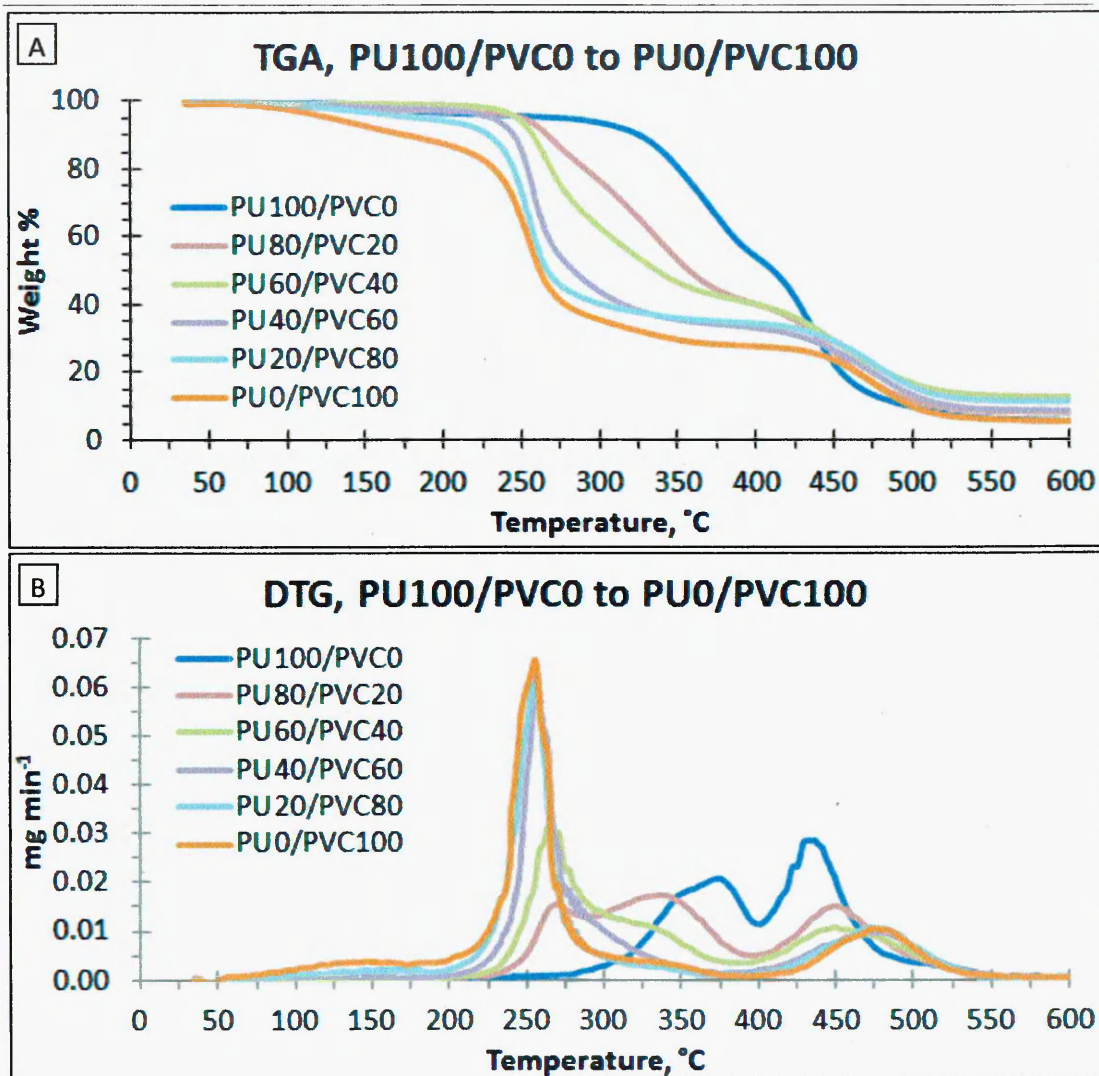 A
TGA, PU100/PVC0 to PU0/PVC100
100
80
60
40
20
0
Weight %
PU100/PVC0
PU80/PVC20
PU60/PVC40
PU40/PVC60
PU20/PVC80
PU0/PVC100
0 50 100 150 200 250 300 350 400 450 500 550 600
Temperature, °C
B
DTG, PU100/PVC0 to PU0/PVC100
0.07
0.06
0.05
0.04
0.03
0.02
0.01
0.00
mg min⁻¹
PU100/PVC0
PU80/PVC20
PU60/PVC40
PU40/PVC60
PU20/PVC80
PU0/PVC100
0 50 100 150 200 250 300 350 400 450 500 550 600
Temperature, °C